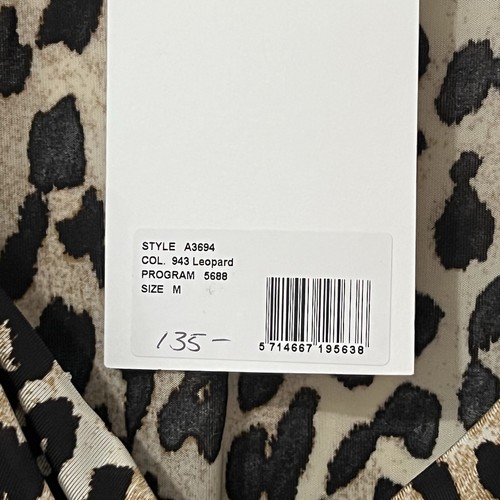 STYLE A3694
COL. 943 Leopard
PROGRAM 5688
SIZE M
135-
5 714667 195638